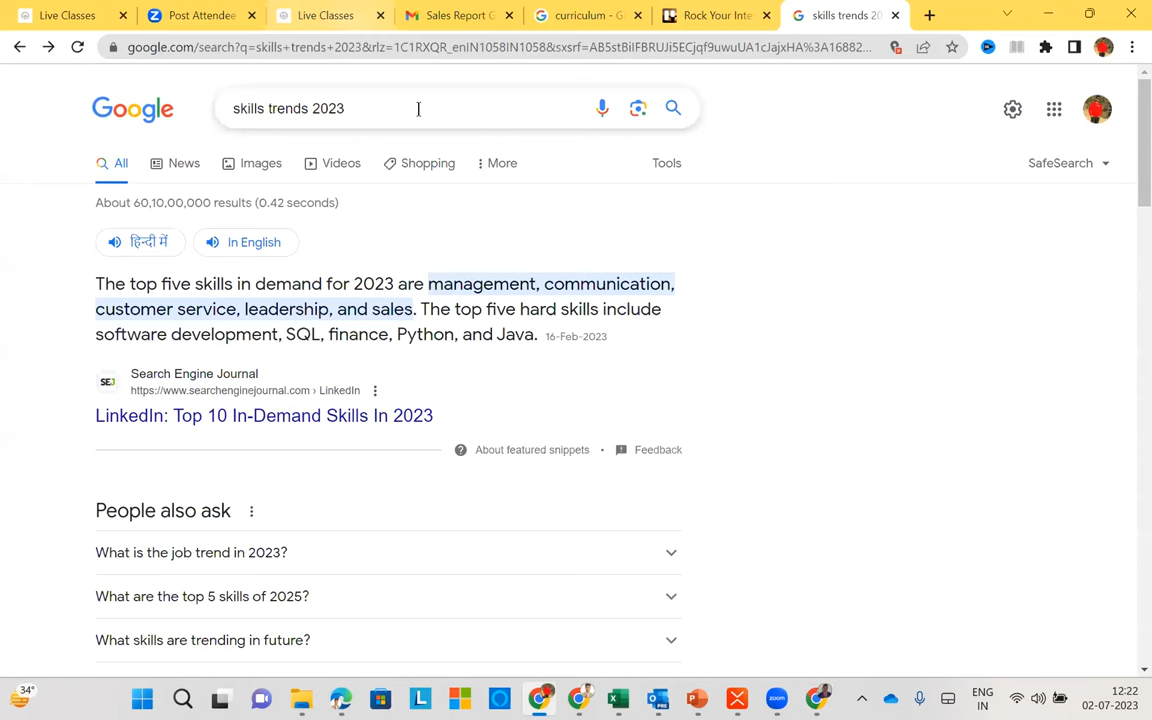 Live Classes
Post Attendee
Live Classes
Sales Report G
curriculum - G
Rock Your Inte
skills trends 20
google.com/search?q=skills+trends+2023&rlz=1C1RXQR_enIN1058IN1058&sxsrf=AB5stBilFBRUJi5ECjqf9uwuUA1cJajxHA%3A16882...
Google
skills trends 2023
All
News
Images
Videos
Shopping
More
Tools
SafeSearch
About 60,10,00,000 results (0.42 seconds)
हिन्दी में
In English
The top five skills in demand for 2023 are management, communication,
customer service, leadership, and sales. The top five hard skills include
software development, SQL, finance, Python, and Java. 16-Feb-2023
SEJ
Search Engine Journal
https://www.searchenginejournal.com › LinkedIn
LinkedIn: Top 10 In-Demand Skills In 2023
About featured snippets
•
Feedback
People also ask
What is the job trend in 2023?
What are the top 5 skills of 2025?
What skills are trending in future?
34°
ENG
IN
12:22
02-07-2023